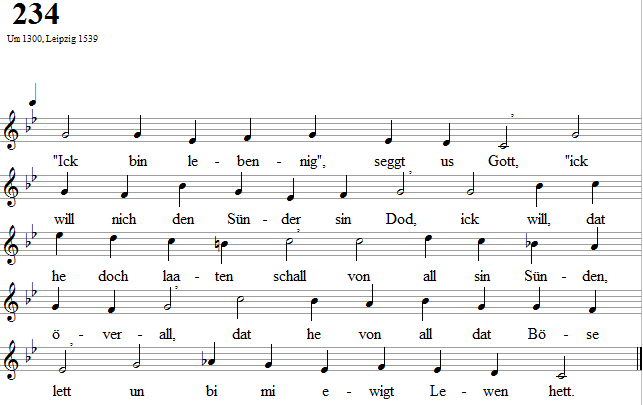 234
Um 1300, Leipzig 1539
"Ick bin le - ben - nig", seggt us Gott, "ick
will nich den Sün - der sin Dod, ick will, dat
he doch laa - ten schall von all sin Sün - den,
ö - ver - all, dat he von all dat Bö - se
lett un bi mi e - wigt Le - wen hett.